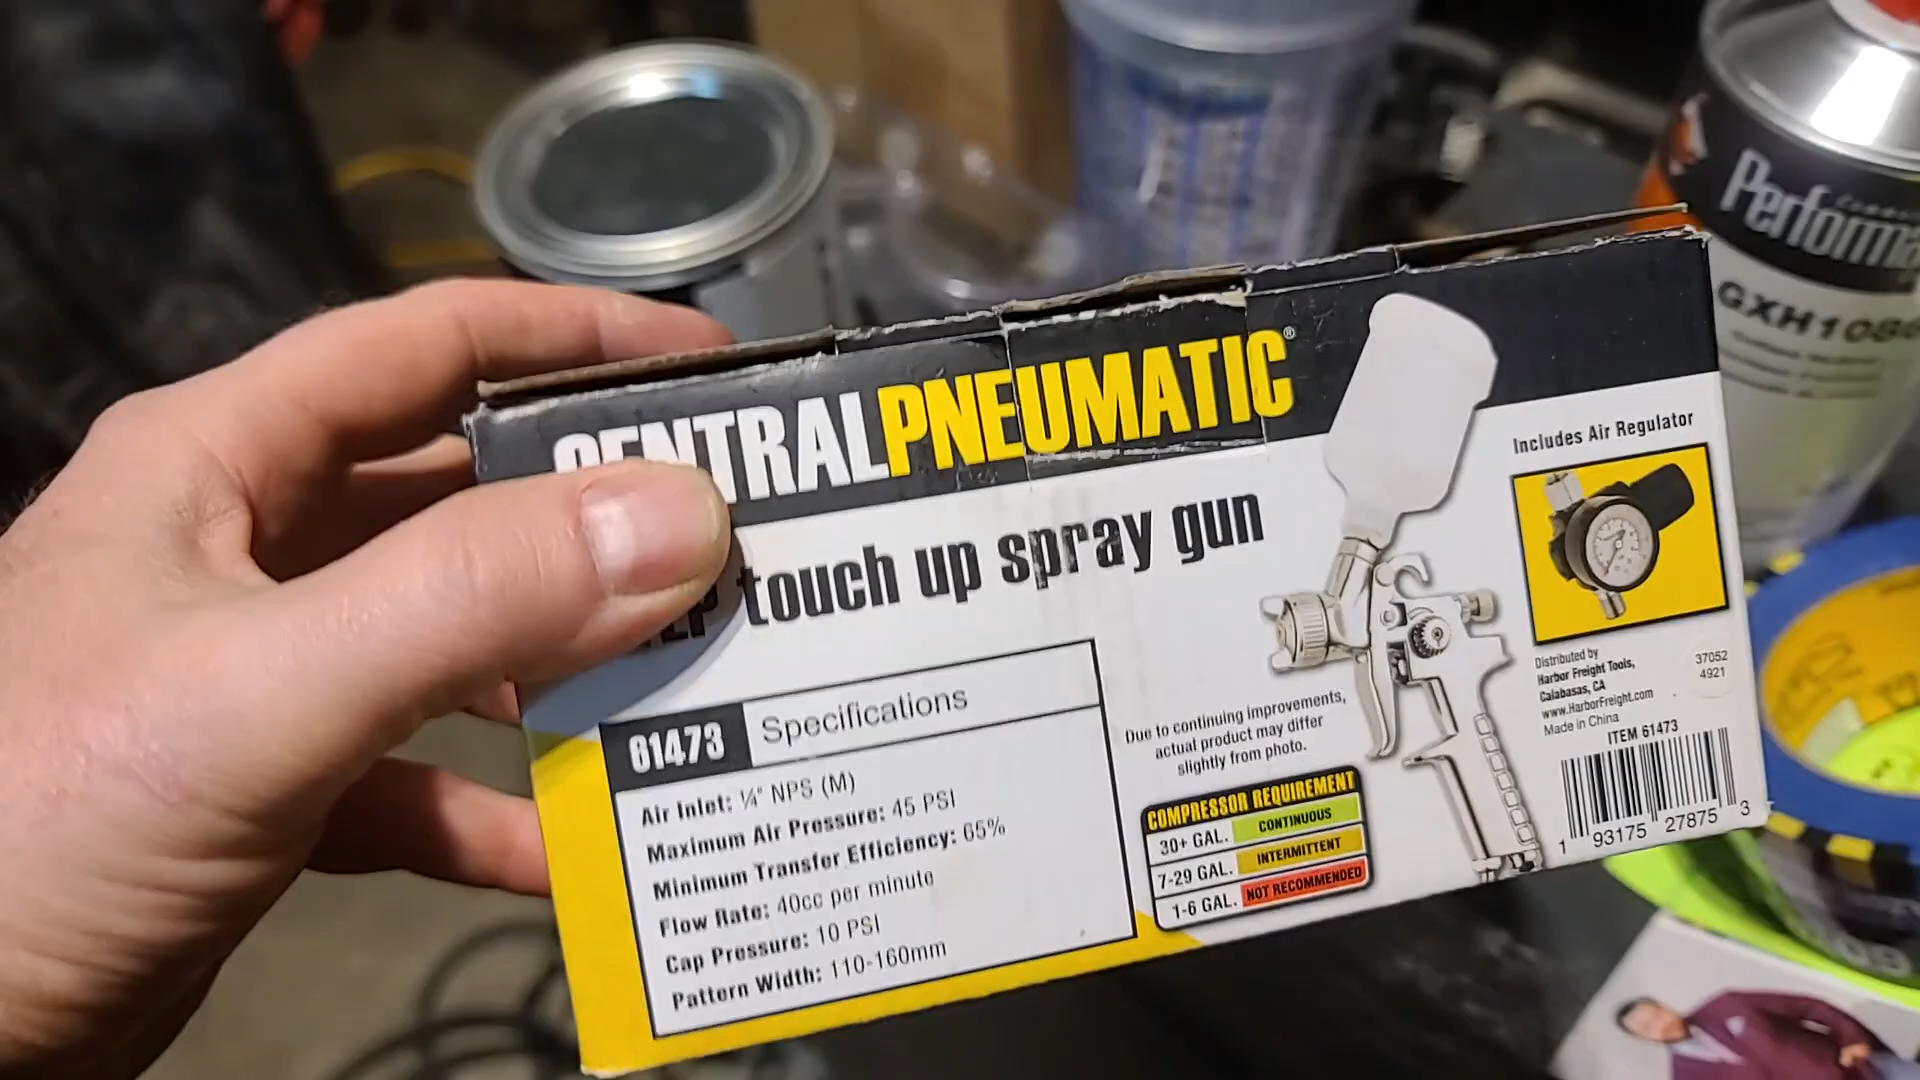 CENTRALPNEUMATIC®
touch up spray gun
61473 Specifications
Air Inlet: ¼" NPS (M)
Maximum Air Pressure: 45 PSI
Minimum Transfer Efficiency: 65%
Flow Rate: 40cc per minute
Cap Pressure: 10 PSI
Pattern Width: 110-160mm
Due to continuing improvements,
actual product may differ
slightly from photo.
COMPRESSOR REQUIREMENT
30+ GAL. CONTINUOUS
7-29 GAL. INTERMITTENT
1-6 GAL. NOT RECOMMENDED
Includes Air Regulator
Distributed by
Harbor Freight Tools,
Calabasas, CA
www.HarborFreight.com
Made in China
37052
4921
ITEM 61473
1 93175 27875 3
Performa
GXH108